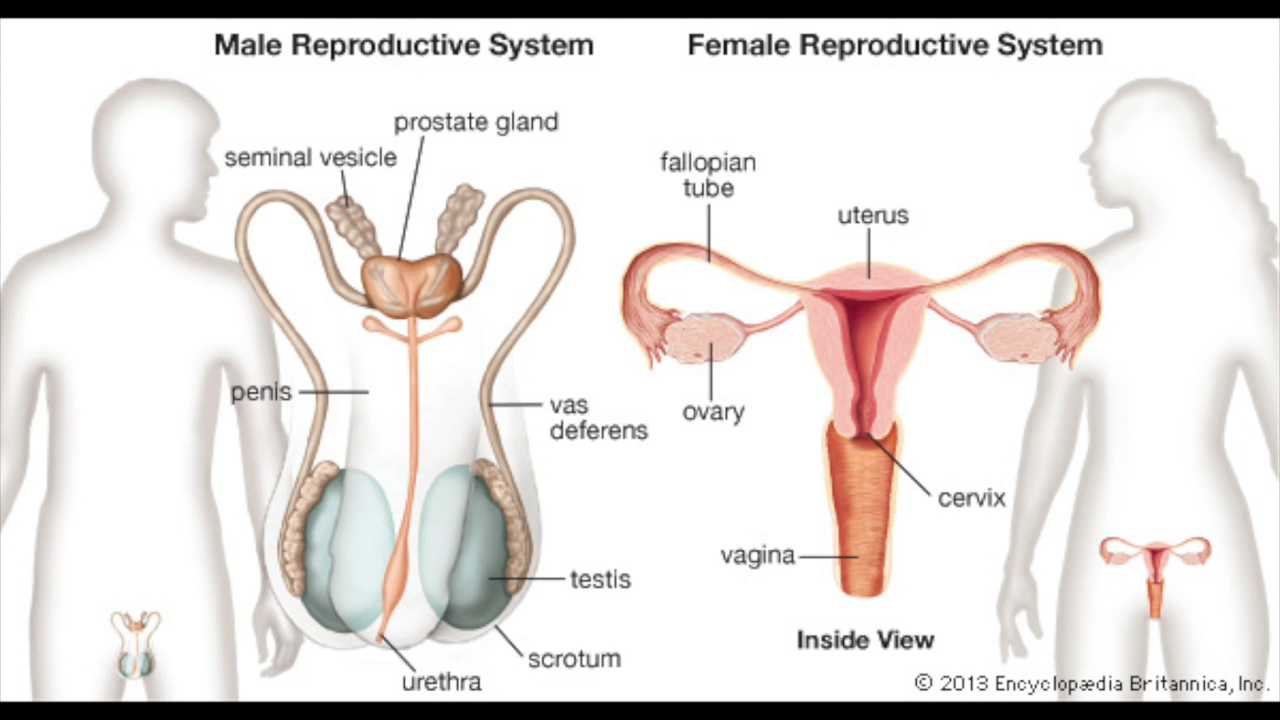 Male Reproductive System
Female Reproductive System
prostate gland
seminal vesicle
penis
vas
deferens
testis
scrotum
urethra
fallopian
tube
uterus
ovary
cervix
vagina
Inside View
© 2013 Encyclopædia Britannica, Inc.